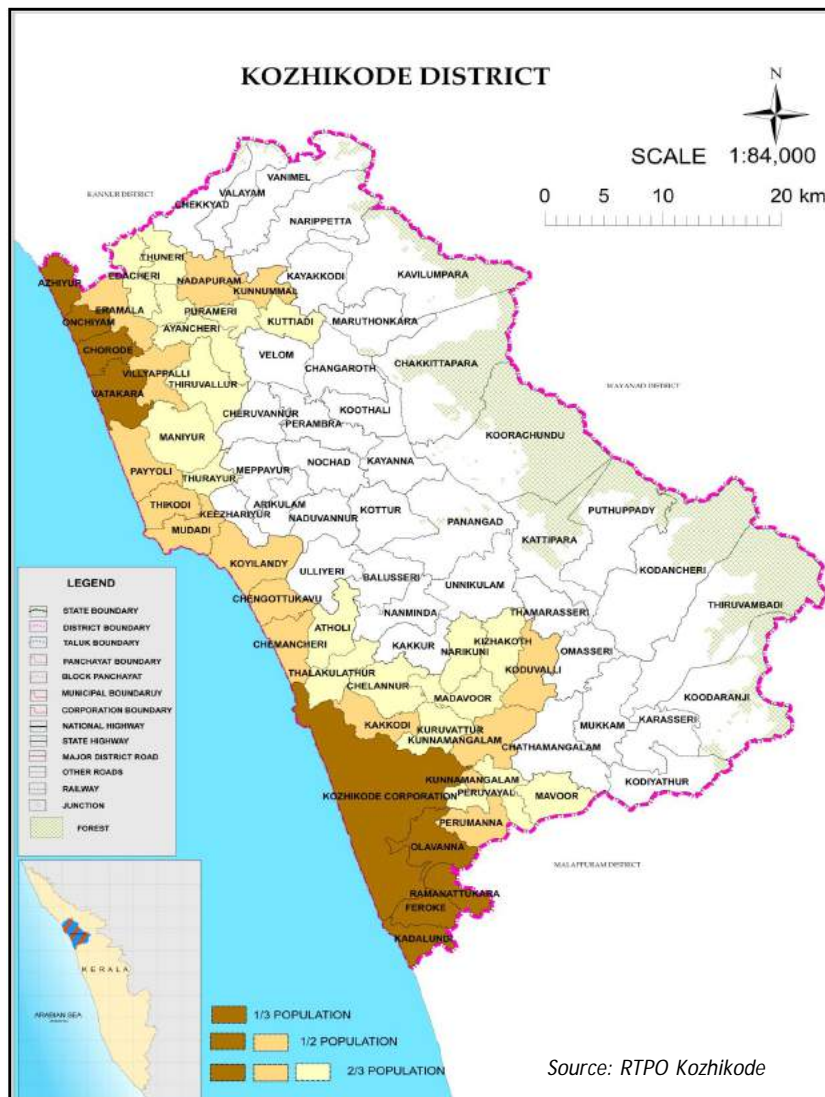 KOZHIKODE DISTRICT
N
SCALE 1:84,000
0 5 10 20 km
KANNUR DISTRICT
VANIMEL
VALAYAM
CHEKKYAD
NARIPPETTA
THUNERI
EDACHERI
NADAPURAM
KAYAKKODI
KAVILUMPARA
AZHIYUR
KUNNUMMAL
ERAMALA
PURAMERI
ONCHIYAM
KUTTIADI
MARUTHONKARA
AYANCHERI
CHORODE
VELOM
CHANGAROTH
CHAKKITTAPARA
VILLYAPPALLI
THIRUVALLUR
WAYANAD DISTRICT
VATAKARA
CHERUVANNUR
KOOTHALI
PERAMBRA
KOORACHUNDU
MANIYUR
NOCHAD
KAYANNA
PAYYOLI
MEPPAYUR
THURAYUR
THIKODI
ARIKULAM
KOTTUR
PUTHUPPADY
KEEZHARIYUR
NADUVANNUR
PANANGAD
MUDADI
KATTIPARA
KOYILANDY
ULLIYERI
BALUSSERI
UNNIKULAM
KODANCHERI
CHENGOTTUKAVU
NANMINDA
THAMARASSERI
THIRUVAMBADI
ATHOLI
CHEMANCHERI
KAKKUR
NARIKUNI
KIZHAKOTH
OMASSERI
THALAKULATHUR
KODUVALLI
CHELANNUR
MADAVOOR
KOODARANJI
KAKKODI
KURUVATTUR
MUKKAM
KARASSERI
KUNNAMANGALAM
CHATHAMANGALAM
KUNNAMANGALAM
KODIYATHUR
KOZHIKODE CORPORATION
PERUVAYAL
MAVOOR
PERUMANNA
OLAVANNA
MALAPPURAM DISTRICT
RAMANATTUKARA
FEROKE
KADALUNDI
LEGEND
STATE BOUNDARY
DISTRICT BOUNDARY
TALUK BOUNDARY
PANCHAYAT BOUNDARY
BLOCK PANCHAYAT
MUNICIPAL BOUNDARUY
CORPORATION BOUNDARY
NATIONAL HIGHWAY
STATE HIGHWAY
MAJOR DISTRICT ROAD
OTHER ROADS
RAILWAY
JUNCTION
FOREST
KERALA
ARABIAN SEA
1/3 POPULATION
1/2 POPULATION
2/3 POPULATION
Source: RTPO Kozhikode